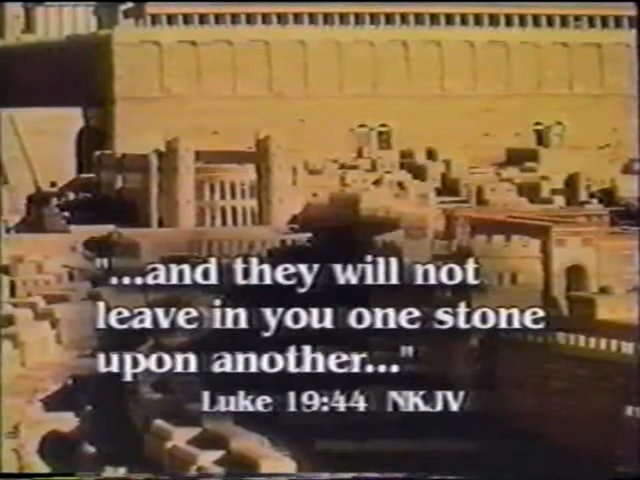 "...and they will not
leave in you one stone
upon another..."
Luke 19:44 NKJV